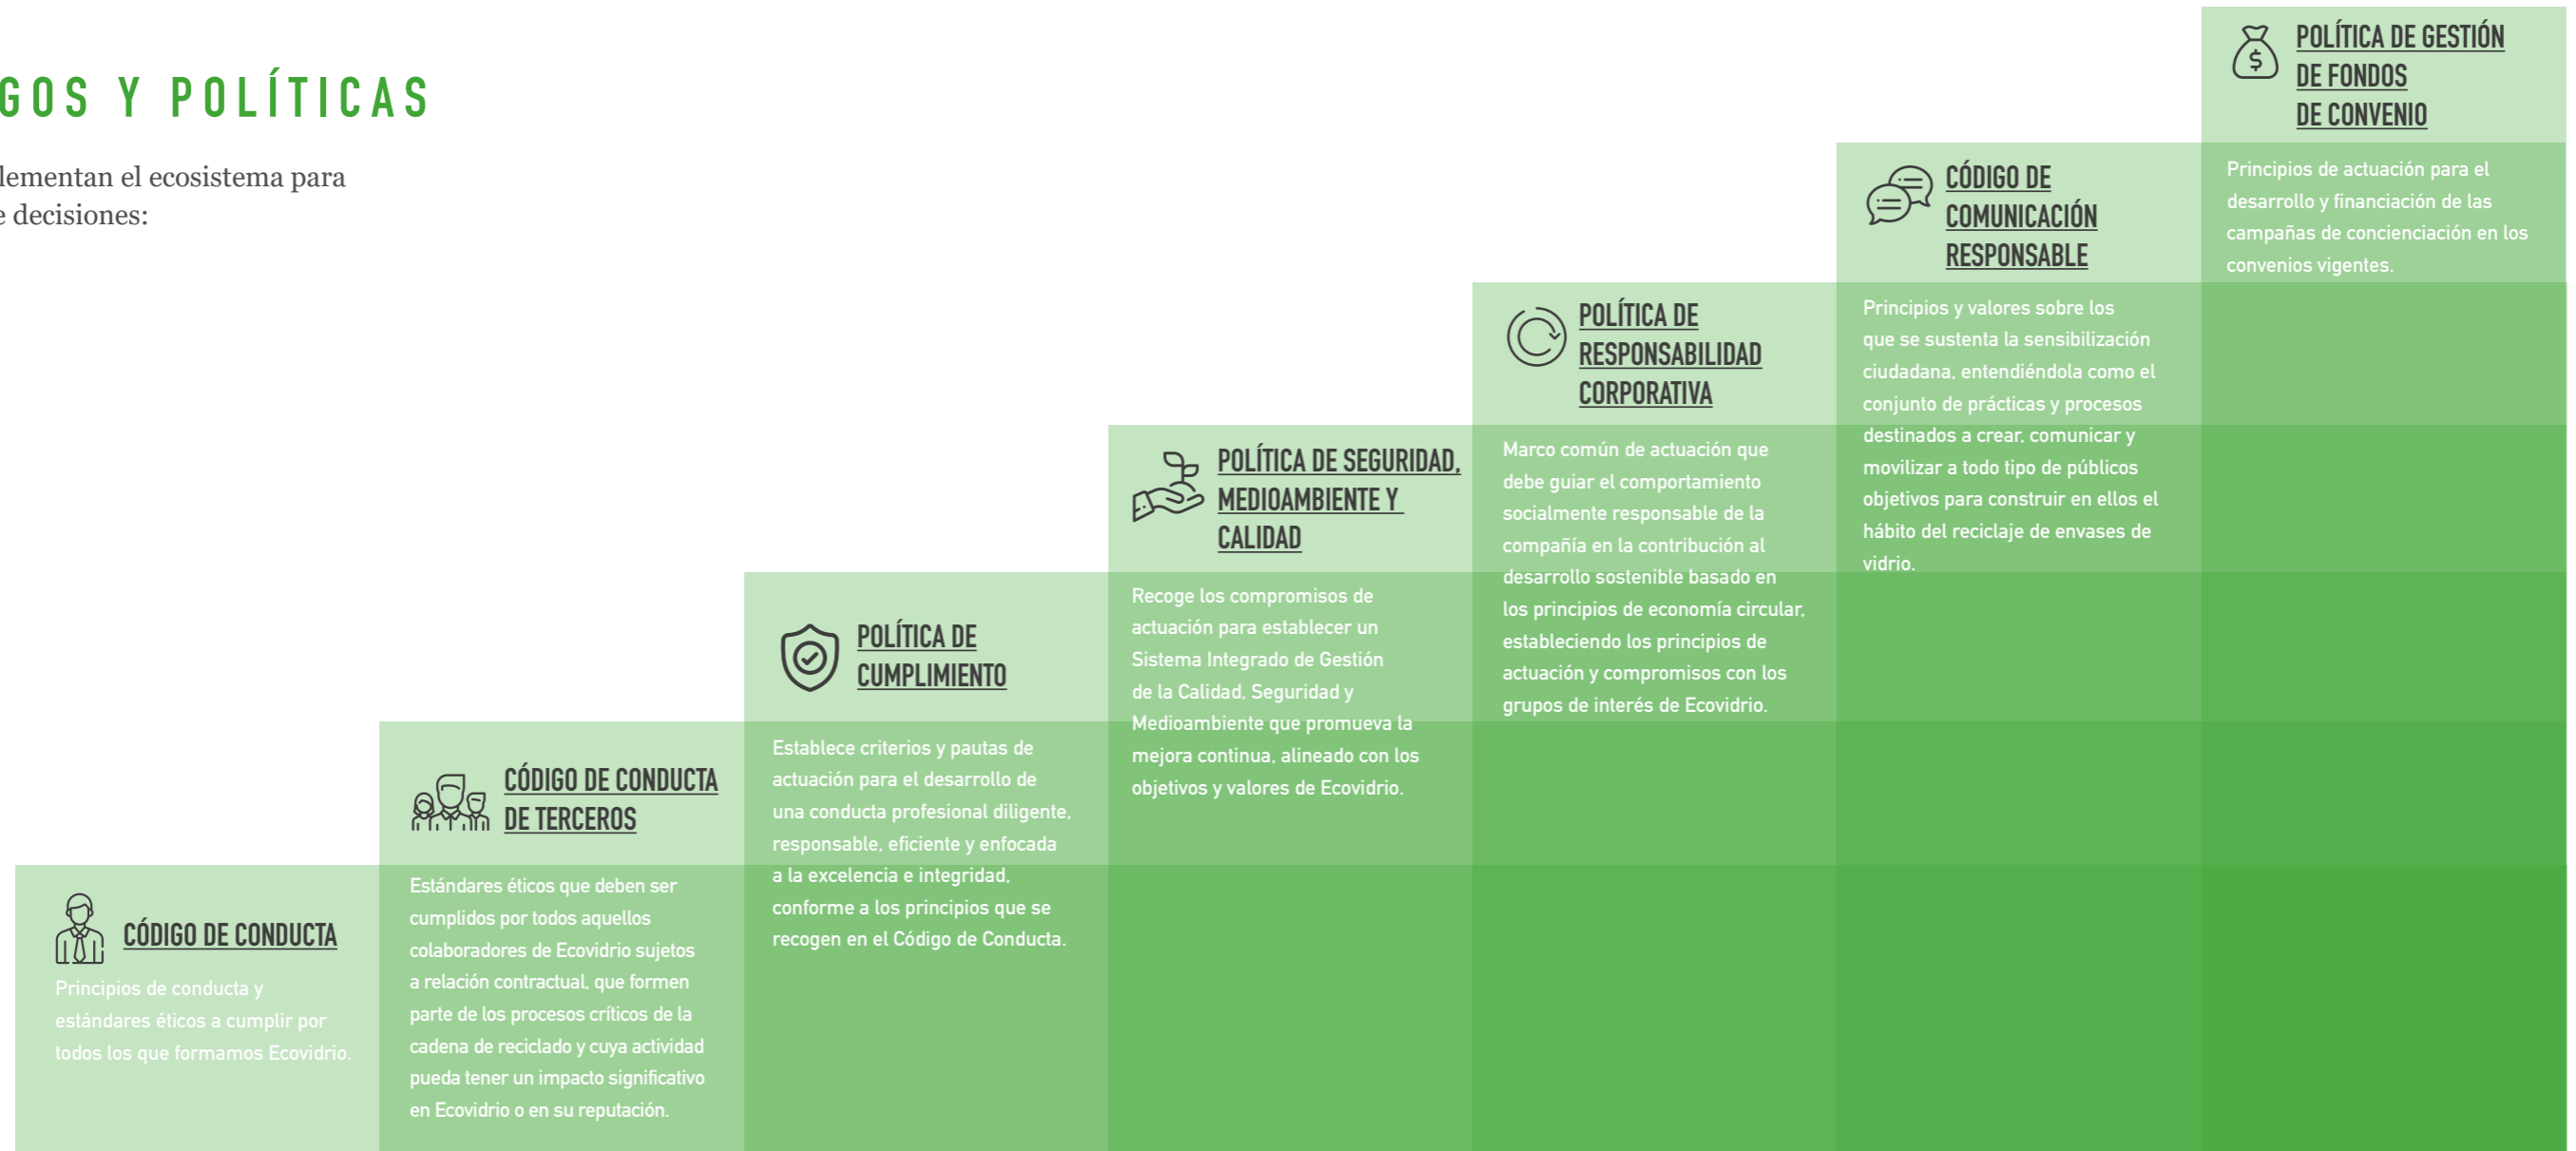 GOS Y POLÍTICAS
lementan el ecosistema para
e decisiones:
CÓDIGO DE CONDUCTA
Principios de conducta y
estándares éticos a cumplir por
todos los que formamos Ecovidrio.
CÓDIGO DE CONDUCTA
DE TERCEROS
Estándares éticos que deben ser
cumplidos por todos aquellos
colaboradores de Ecovidrio sujetos
a relación contractual, que formen
parte de los procesos críticos de la
cadena de reciclado y cuya actividad
pueda tener un impacto significativo
en Ecovidrio o en su reputación.
POLÍTICA DE
CUMPLIMIENTO
Establece criterios y pautas de
actuación para el desarrollo de
una conducta profesional diligente,
responsable, eficiente y enfocada
a la excelencia e integridad,
conforme a los principios que se
recogen en el Código de Conducta.
POLÍTICA DE SEGURIDAD,
MEDIOAMBIENTE Y
CALIDAD
Recoge los compromisos de
actuación para establecer un
Sistema Integrado de Gestión
de la Calidad, Seguridad y
Medioambiente que promueva la
mejora continua, alineado con los
objetivos y valores de Ecovidrio.
POLÍTICA DE
RESPONSABILIDAD
CORPORATIVA
Marco común de actuación que
debe guiar el comportamiento
socialmente responsable de la
compañía en la contribución al
desarrollo sostenible basado en
los principios de economía circular,
estableciendo los principios de
actuación y compromisos con los
grupos de interés de Ecovidrio.
CÓDIGO DE
COMUNICACIÓN
RESPONSABLE
Principios y valores sobre los
que se sustenta la sensibilización
ciudadana, entendiéndola como el
conjunto de prácticas y procesos
destinados a crear, comunicar y
movilizar a todo tipo de públicos
objetivos para construir en ellos el
hábito del reciclaje de envases de
vidrio.
POLÍTICA DE GESTIÓN
DE FONDOS
DE CONVENIO
Principios de actuación para el
desarrollo y financiación de las
campañas de concienciación en los
convenios vigentes.